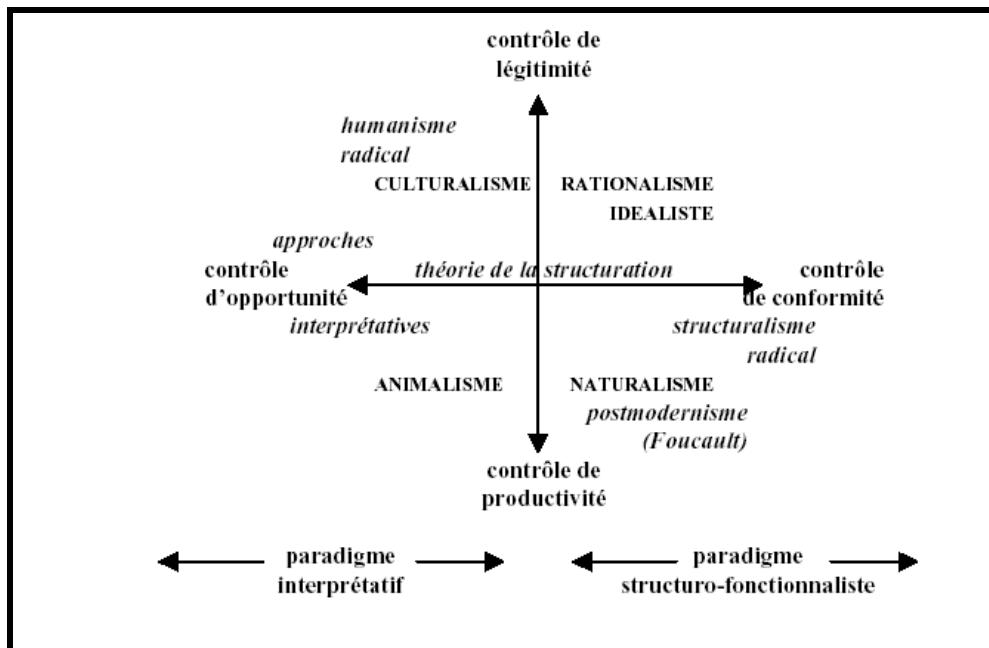 contrôle de
légitimité
humanisme
radical
CULTURALISME
RATIONALISME
IDEALISTE
approches
théorie de la structuration
contrôle
d'opportunité
contrôle
de conformité
interprétatives
structuralisme
radical
ANIMALISME
NATURALISME
postmodernisme
(Foucault)
contrôle de
productivité
paradigme
interprétatif
paradigme
structuro-fonctionnaliste